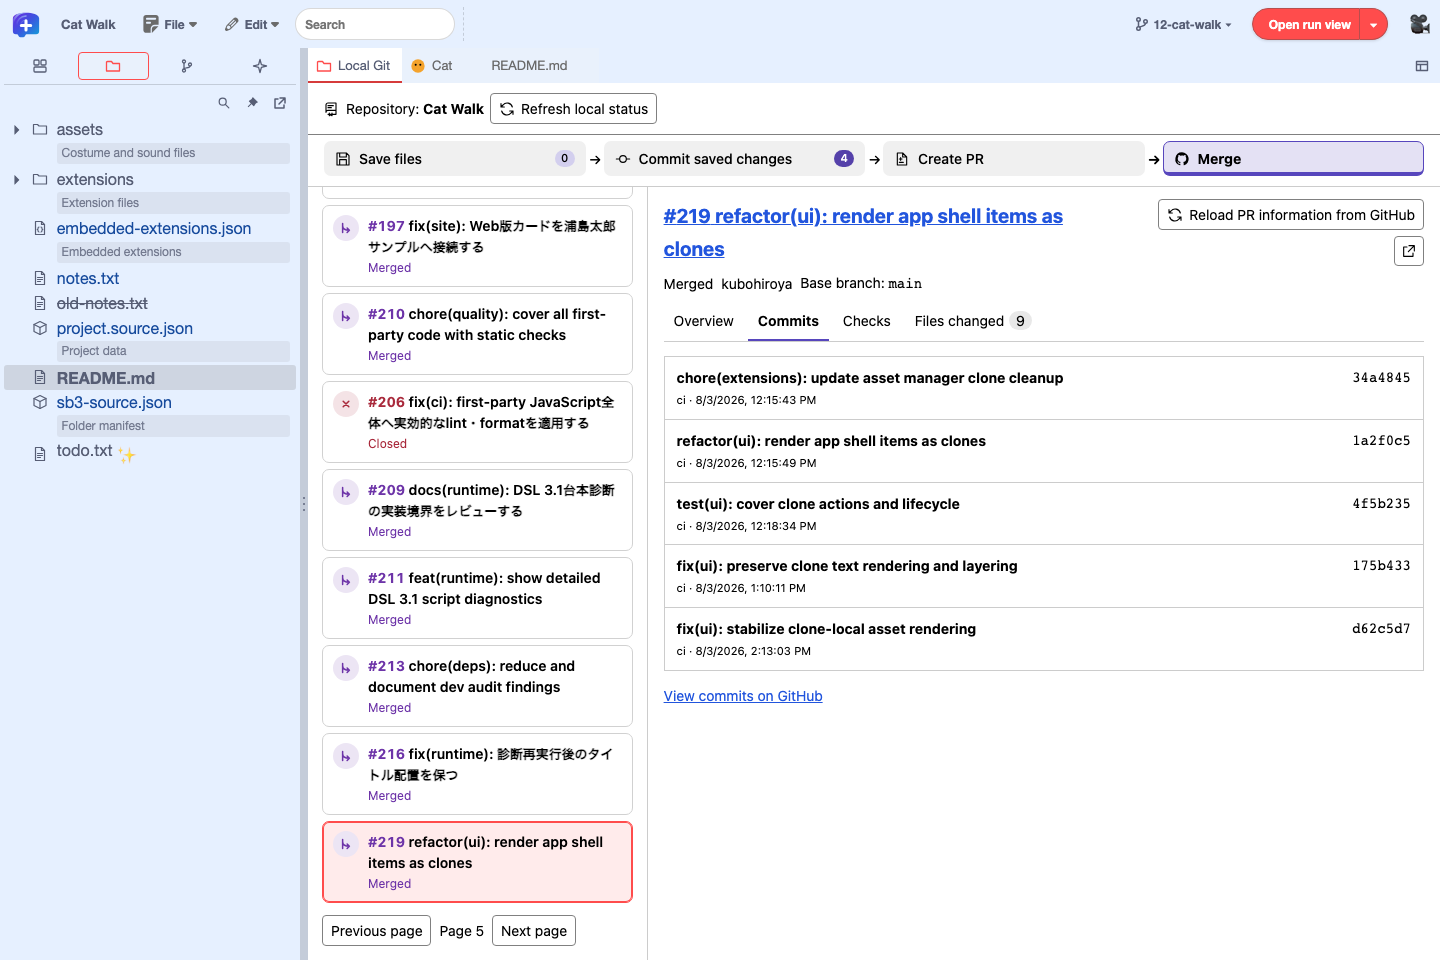 Cat Walk
File
Edit
Search
12-cat-walk
Open run view
Local Git
Cat
README.md
Repository: Cat Walk
Refresh local status
Save files
0
Commit saved changes
4
Create PR
Merge
assets
Costume and sound files
extensions
Extension files
embedded-extensions.json
Embedded extensions
notes.txt
old-notes.txt
project.source.json
Project data
README.md
sb3-source.json
Folder manifest
todo.txt
#197 fix(site): Web版カードを浦島太郎
サンプルへ接続する
Merged
#210 chore(quality): cover all first-
party code with static checks
Merged
#206 fix(ci): first-party JavaScript全
体へ実効的なlint・formatを適用する
Closed
#209 docs(runtime): DSL 3.1台本診断
の実装境界をレビューする
Merged
#211 feat(runtime): show detailed
DSL 3.1 script diagnostics
Merged
#213 chore(deps): reduce and
document dev audit findings
Merged
#216 fix(runtime): 診断再実行後のタイ
トル配置を保つ
Merged
#219 refactor(ui): render app shell
items as clones
Merged
Previous page
Page 5
Next page
#219 refactor(ui): render app shell items as
clones
Reload PR information from GitHub
Merged kubohiroya Base branch: main
Overview
Commits
Checks
Files changed 9
chore(extensions): update asset manager clone cleanup
34a4845
ci · 8/3/2026, 12:15:43 PM
refactor(ui): render app shell items as clones
1a2f0c5
ci · 8/3/2026, 12:15:49 PM
test(ui): cover clone actions and lifecycle
4f5b235
ci · 8/3/2026, 12:18:34 PM
fix(ui): preserve clone text rendering and layering
175b433
ci · 8/3/2026, 1:10:11 PM
fix(ui): stabilize clone-local asset rendering
d62c5d7
ci · 8/3/2026, 2:13:03 PM
View commits on GitHub